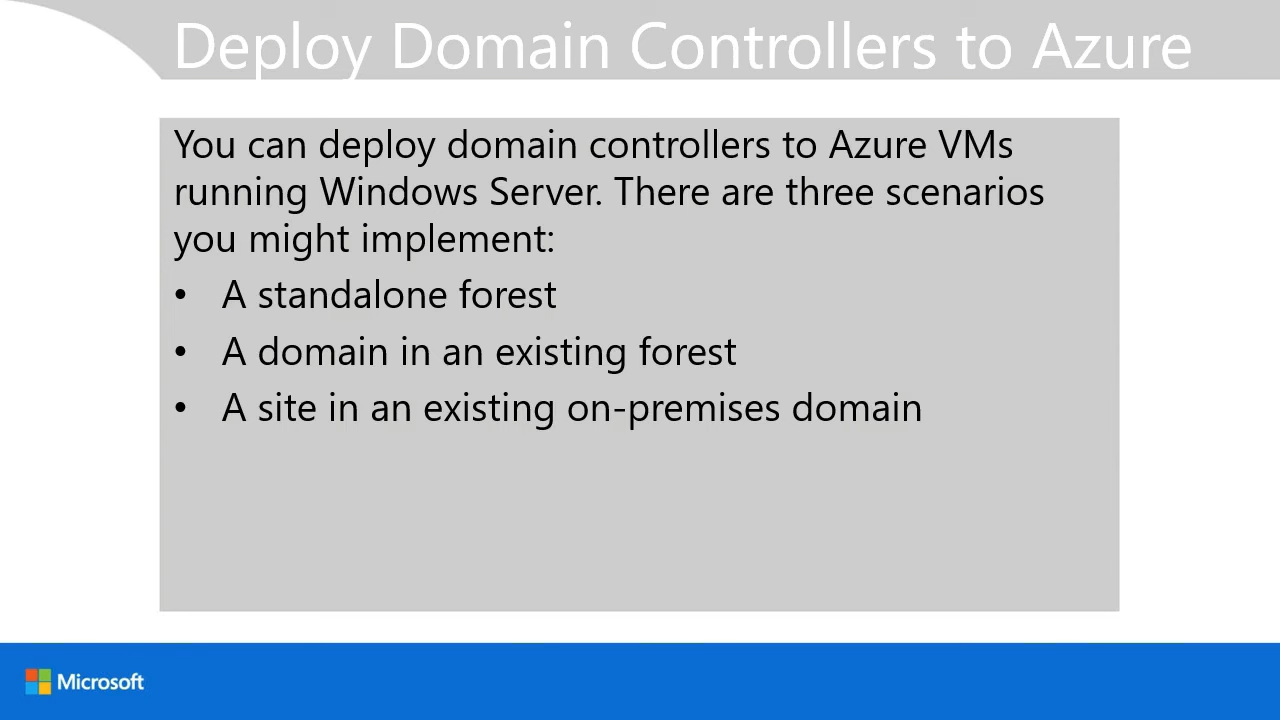 Deploy Domain Controllers to Azure
You can deploy domain controllers to Azure VMs
running Windows Server. There are three scenarios
you might implement:
• A standalone forest
• A domain in an existing forest
• A site in an existing on-premises domain
Microsoft